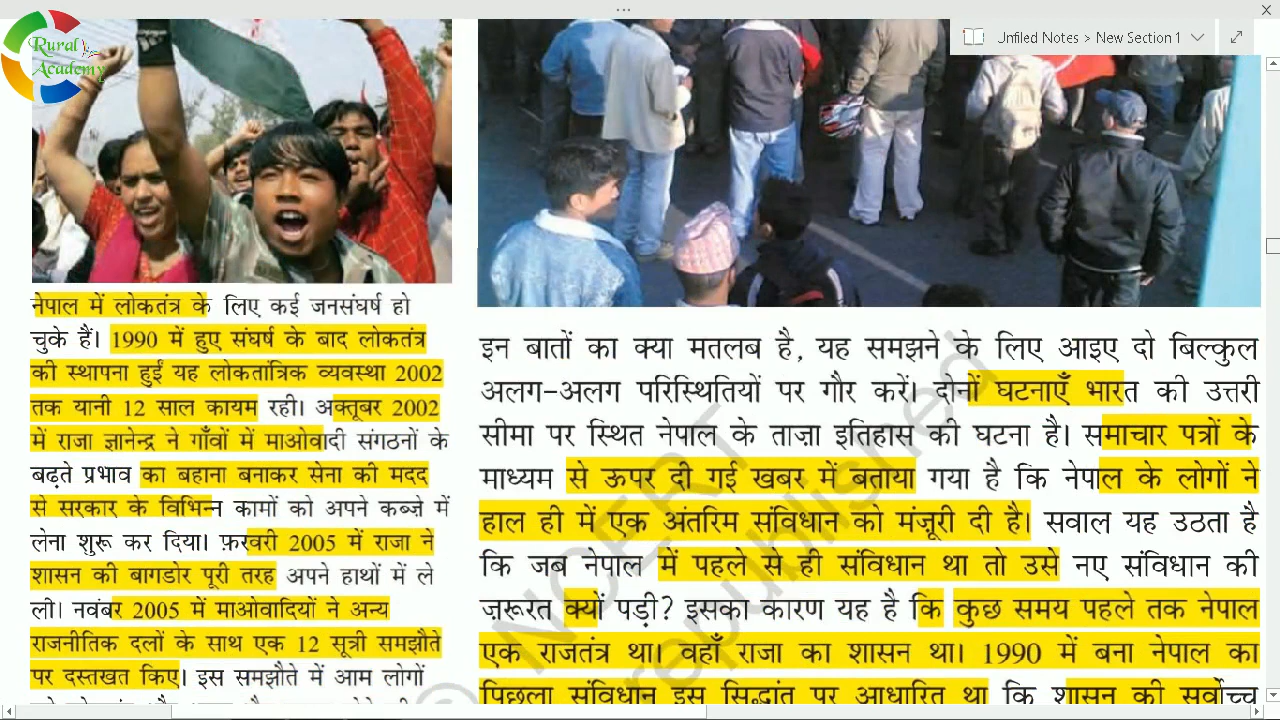 Rural
Academy
Jnfiled Notes > New Section 1
नेपाल में लोकतंत्र के लिए कई जनसंघर्ष हो
चुके हैं। 1990 में हुए संघर्ष के बाद लोकतंत्र
की स्थापना हुई यह लोकतांत्रिक व्यवस्था 2002
तक यानी 12 साल कायम रही। अक्तूबर 2002
में राजा ज्ञानेन्द्र ने गाँवों में माओवादी संगठनों के
बढ़ते प्रभाव का बहाना बनाकर सेना की मदद
से सरकार के विभिन्न कामों को अपने कब्ज़े में
लेना शुरू कर दिया। फ़रवरी 2005 में राजा ने
शासन की बागडोर पूरी तरह अपने हाथों में ले
ली। नवंबर 2005 में माओवादियों ने अन्य
राजनीतिक दलों के साथ एक 12 सूत्री समझौते
पर दस्तखत किए। इस समझौते में आम लोगों
इन बातों का क्या मतलब है, यह समझने के लिए आइए दो बिल्कुल
अलग-अलग परिस्थितियों पर गौर करें। दोनों घटनाएँ भारत की उत्तरी
सीमा पर स्थित नेपाल के ताज़ा इतिहास की घटना है। समाचार पत्रों के
माध्यम से ऊपर दी गई खबर में बताया गया है कि नेपाल के लोगों ने
हाल ही में एक अंतरिम संविधान को मंज़ूरी दी है। सवाल यह उठता है
कि जब नेपाल में पहले से ही संविधान था तो उसे नए संविधान की
ज़रूरत क्यों पड़ी? इसका कारण यह है कि कुछ समय पहले तक नेपाल
एक राजतंत्र था। वहाँ राजा का शासन था। 1990 में बना नेपाल का
पिछला संविधान इस सिद्धांत पर आधारित था कि शासन की सर्वोच्च
© NCERT
republished